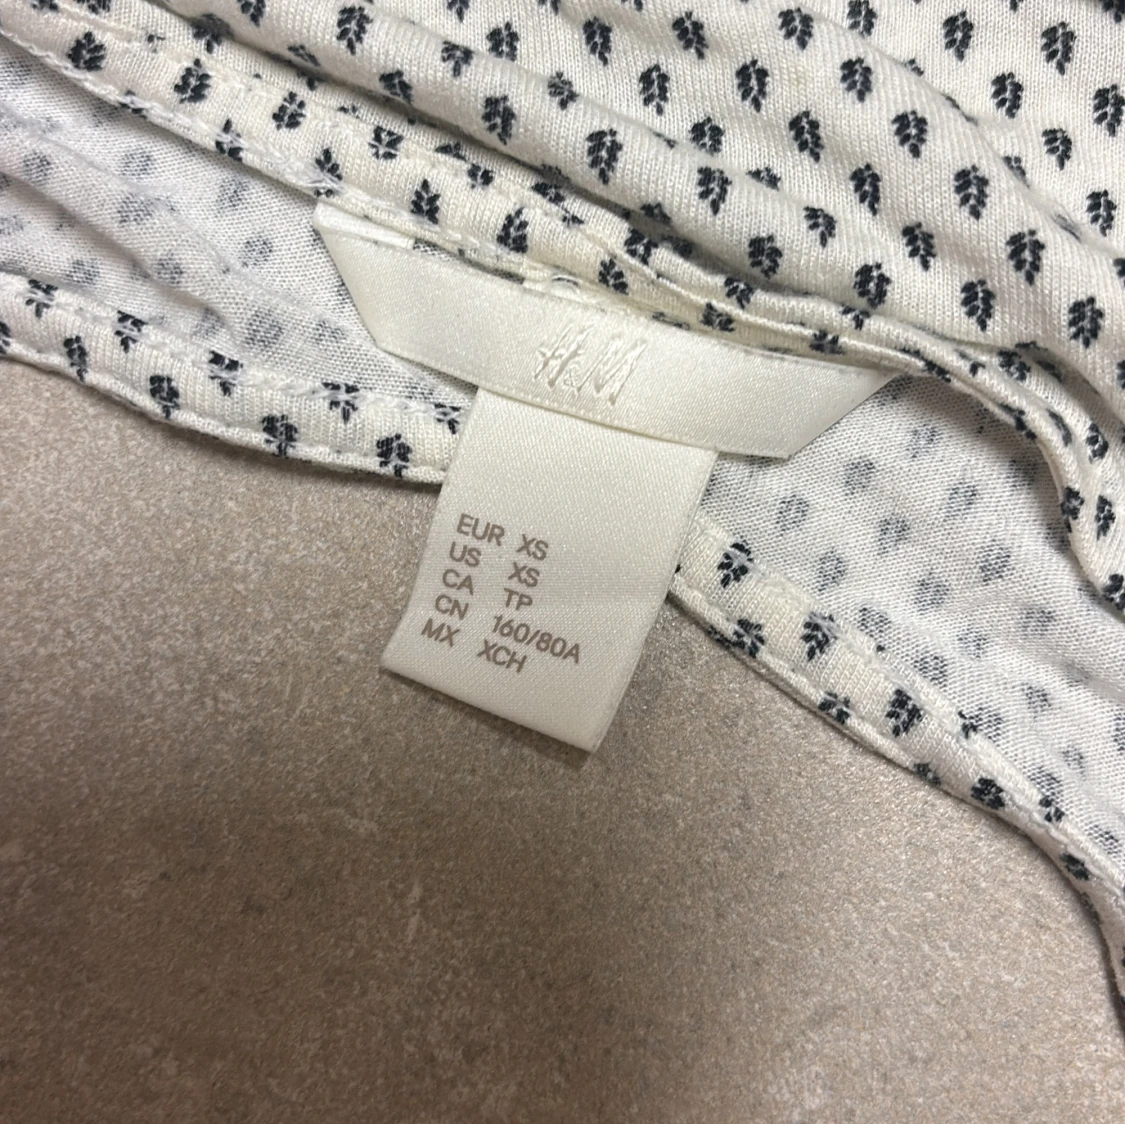 H&M
EUR XS
US XS
CA TP
CN 160/80A
MX XCH